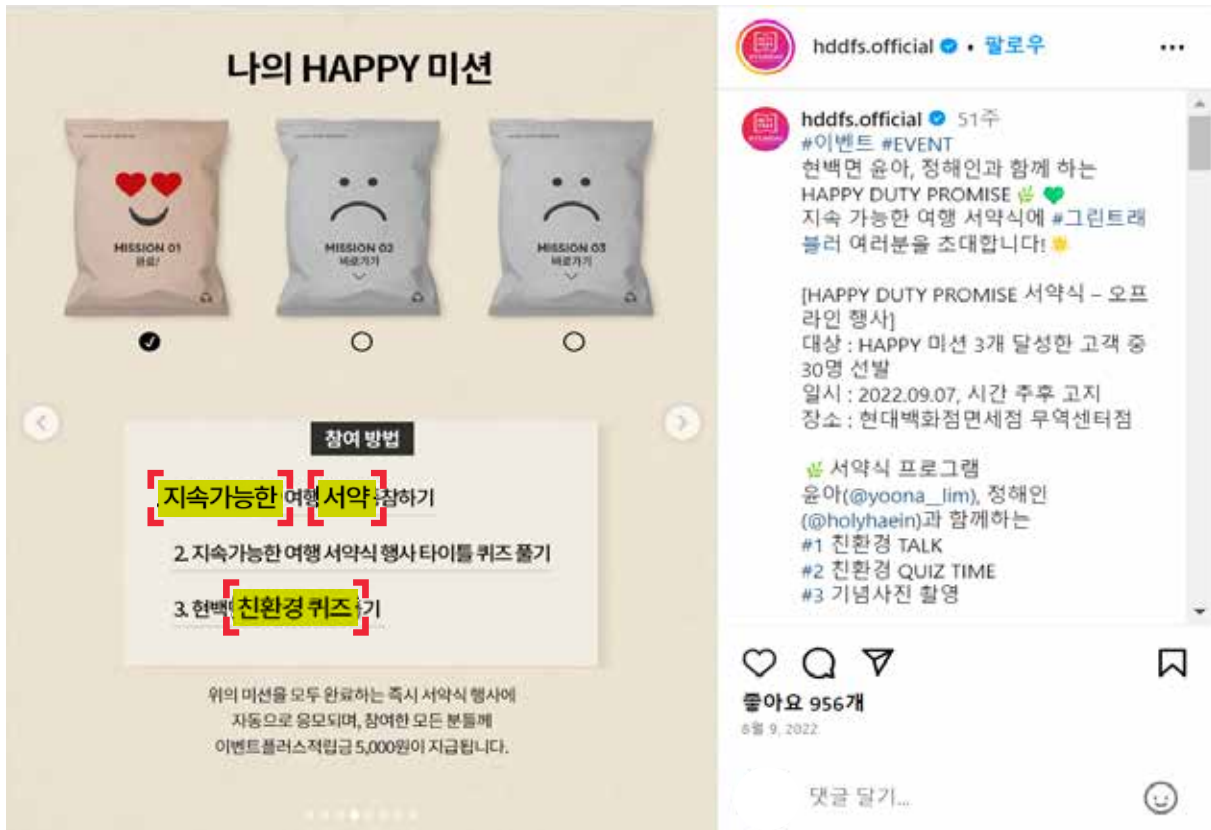 나의 HAPPY 미션
MISSION 01
완료!
MISSION 02
바로가기
MISSION 03
바로가기
참여 방법
지속가능한 여행 서약 참하기
2. 지속가능한 여행 서약식 행사 타이틀 퀴즈 풀기
3. 현백 친환경 퀴즈 기
위의 미션을 모두 완료하는 즉시 서약식 행사에
자동으로 응모되며, 참여한 모든 분들께
이벤트플러스적립금 5,000원이 지급됩니다.
hddfs.official • 팔로우
hddfs.official 51주
#이벤트 #EVENT
현백면 윤아, 정해인과 함께 하는
HAPPY DUTY PROMISE 🌿 💚
지속 가능한 여행 서약식에 #그린트래
블러 여러분을 초대합니다! 🌟
[HAPPY DUTY PROMISE 서약식 – 오프
라인 행사]
대상 : HAPPY 미션 3개 달성한 고객 중
30명 선발
일시 : 2022.09.07, 시간 추후 고지
장소 : 현대백화점면세점 무역센터점
🌿 서약식 프로그램
윤아(@yoona__lim), 정해인
(@holyhaein)과 함께하는
#1 친환경 TALK
#2 친환경 QUIZ TIME
#3 기념사진 촬영
좋아요 956개
8월 9, 2022
댓글 달기...